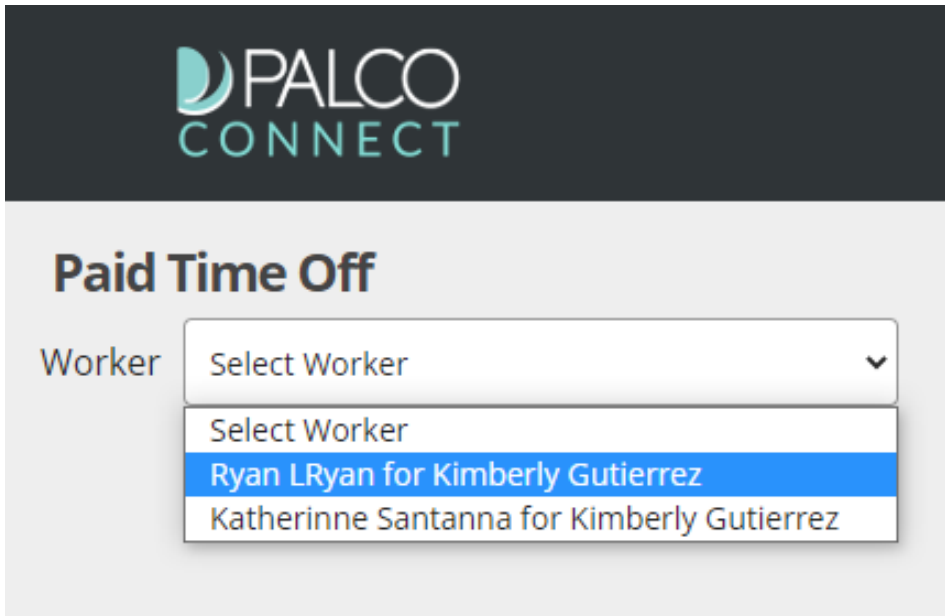 PALCO
CONNECT
Paid Time Off
Worker Select Worker
Select Worker
Ryan LRyan for Kimberly Gutierrez
Katherinne Santanna for Kimberly Gutierrez